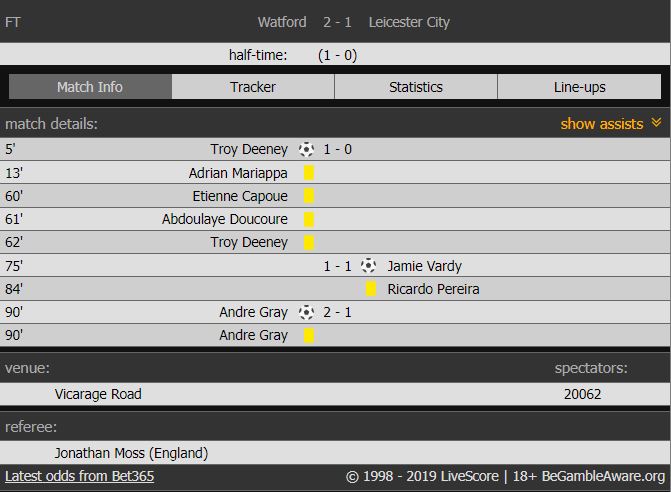 FT Watford 2 - 1 Leicester City
half-time: (1 - 0)
Match Info Tracker Statistics Line-ups
match details: show assists
5' Troy Deeney 1 - 0
13' Adrian Mariappa
60' Etienne Capoue
61' Abdoulaye Doucoure
62' Troy Deeney
75' 1 - 1 Jamie Vardy
84' Ricardo Pereira
90' Andre Gray 2 - 1
90' Andre Gray
venue: spectators:
Vicarage Road 20062
referee:
Jonathan Moss (England)
Latest odds from Bet365 © 1998 - 2019 LiveScore | 18+ BeGambleAware.org